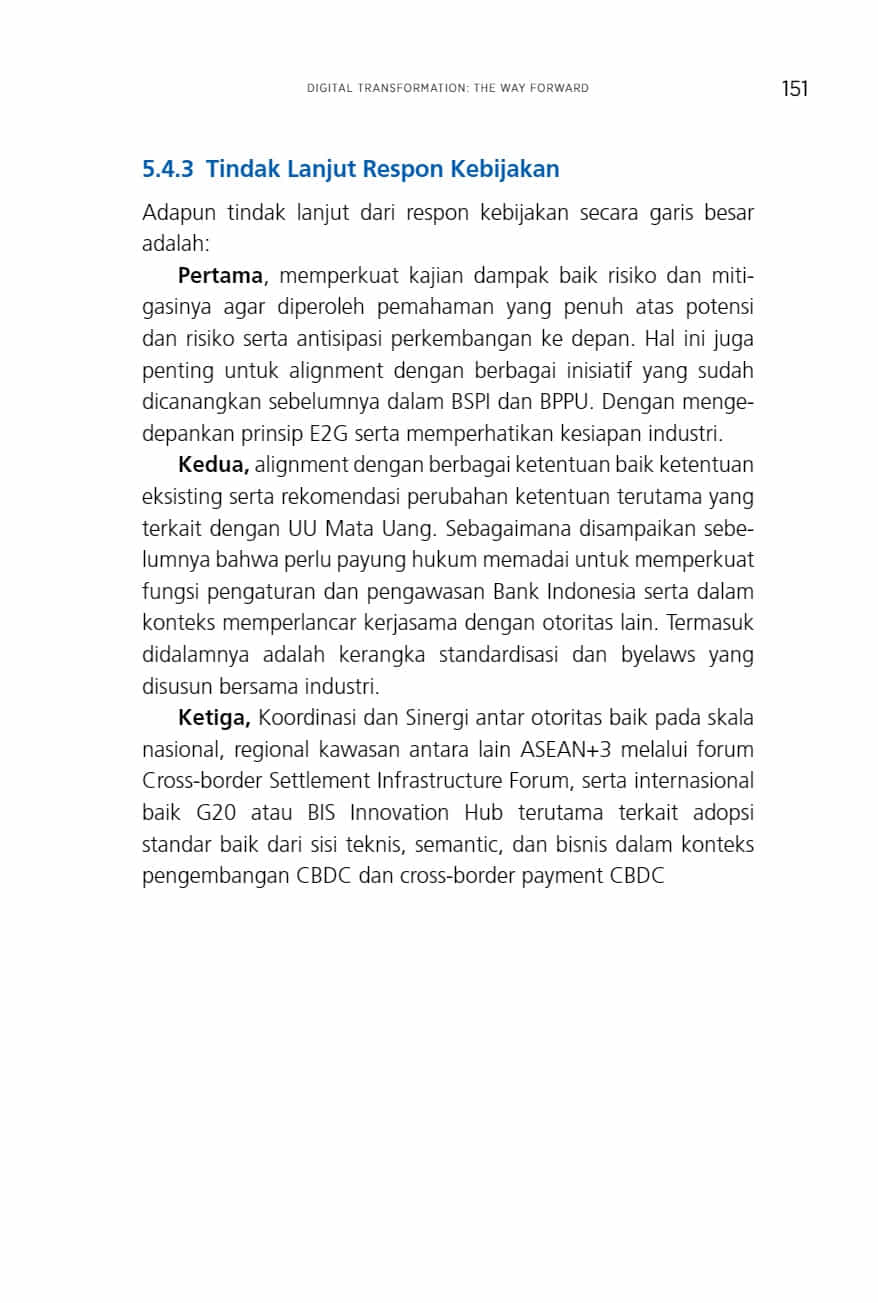 DIGITAL TRANSFORMATION: THE WAY FORWARD
151
5.4.3 Tindak Lanjut Respon Kebijakan
Adapun tindak lanjut dari respon kebijakan secara garis besar
adalah:
Pertama, memperkuat kajian dampak baik risiko dan miti-
gasinya agar diperoleh pemahaman yang penuh atas potensi
dan risiko serta antisipasi perkembangan ke depan. Hal ini juga
penting untuk alignment dengan berbagai inisiatif yang sudah
dicanangkan sebelumnya dalam BSPI dan BPPU. Dengan menge-
depankan prinsip E2G serta memperhatikan kesiapan industri.
Kedua, alignment dengan berbagai ketentuan baik ketentuan
eksisting serta rekomendasi perubahan ketentuan terutama yang
terkait dengan UU Mata Uang. Sebagaimana disampaikan sebe-
lumnya bahwa perlu payung hukum memadai untuk memperkuat
fungsi pengaturan dan pengawasan Bank Indonesia serta dalam
konteks memperlancar kerjasama dengan otoritas lain. Termasuk
didalamnya adalah kerangka standardisasi dan byelaws yang
disusun bersama industri.
Ketiga, Koordinasi dan Sinergi antar otoritas baik pada skala
nasional, regional kawasan antara lain ASEAN+3 melalui forum
Cross-border Settlement Infrastructure Forum, serta internasional
baik G20 atau BIS Innovation Hub terutama terkait adopsi
standar baik dari sisi teknis, semantic, dan bisnis dalam konteks
pengembangan CBDC dan cross-border payment CBDC